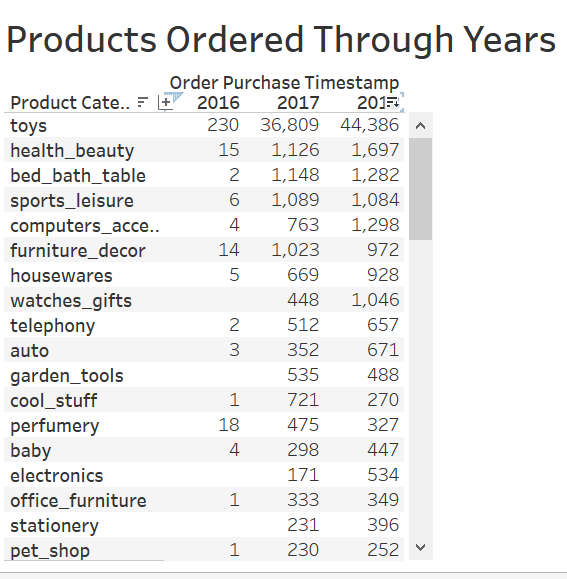 Products Ordered Through Years
Order Purchase Timestamp
Product Cate.. 2016 2017
toys 230 36,809 44,386
health_beauty 15 1,126 1,697
bed_bath_table 2 1,148 1,282
sports_leisure 6 1,089 1,084
computers_acce.. 4 763 1,298
furniture_decor 14 1,023 972
housewares 5 669 928
watches_gifts 448 1,046
telephony 2 512 657
auto 3 352 671
garden_tools 535 488
cool_stuff 1 721 270
perfumery 18 475 327
baby 4 298 447
electronics 171 534
office_furniture 1 333 349
stationery 231 396
pet_shop 1 230 252